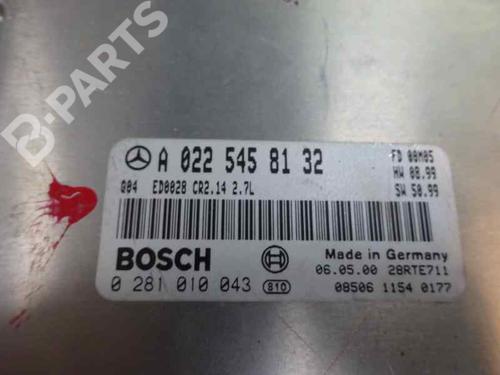 B-PARTS
A 022 545 81 32
FD 00M05
HW 08.99
Q04 ED0028 CR2.14 2.7L
SW 50.99
BOSCH
Made in Germany
06.05.00 28RTE711
0 281 010 043 810
08506 1154 0177